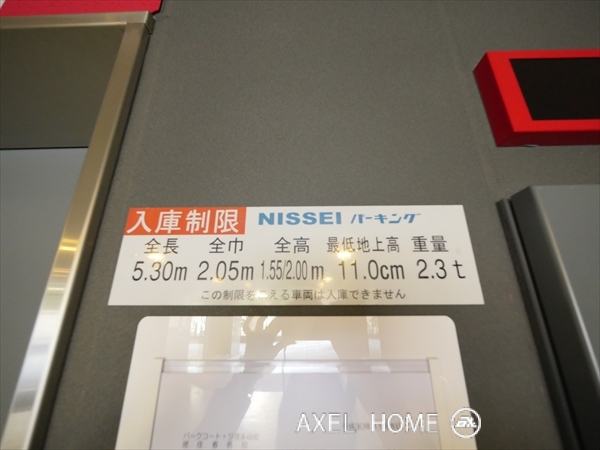 入庫制限 NISSEI パーキング
全長 全巾 全高 最低地上高 重量
5.30m 2.05m 1.55/2.00m 11.0cm 2.3t
この制限を超える車両は入庫できません
AXEL HOME